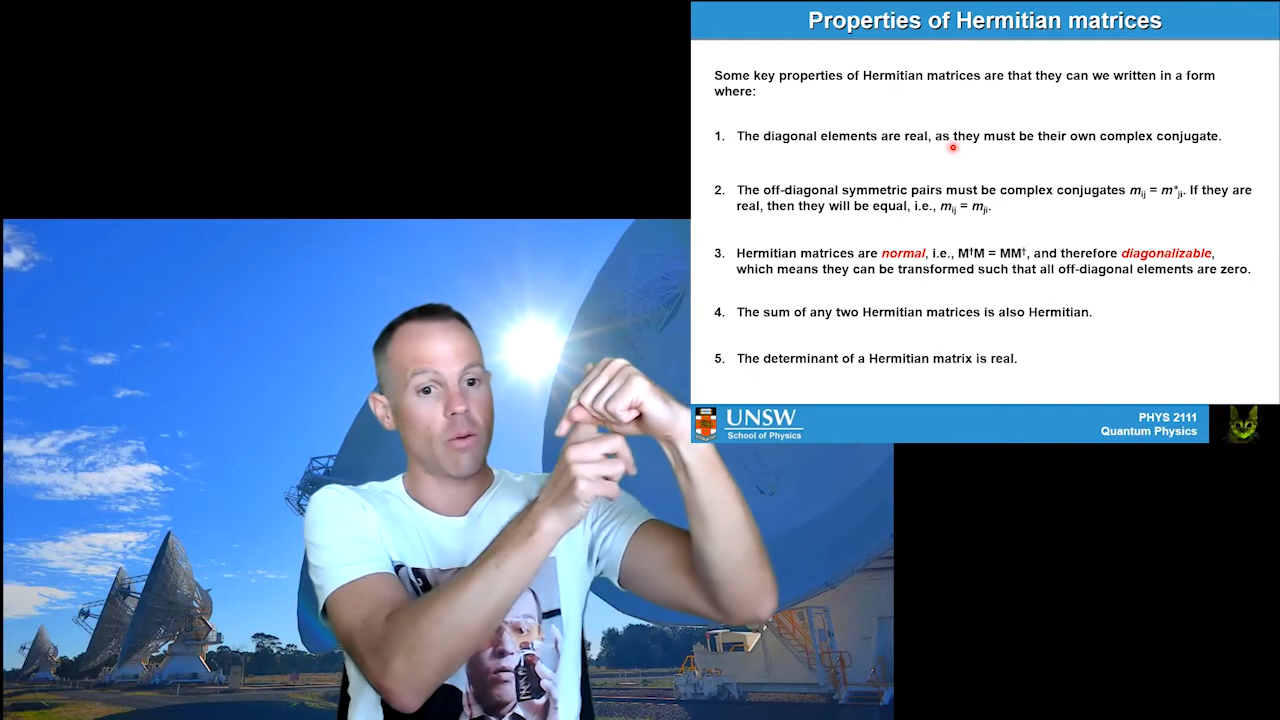 Properties of Hermitian matrices
Some key properties of Hermitian matrices are that they can we written in a form
where:
1. The diagonal elements are real, as they must be their own complex conjugate.
2. The off-diagonal symmetric pairs must be complex conjugates mij = m*ji. If they are
real, then they will be equal, i.e., mij = mji.
3. Hermitian matrices are normal, i.e., M†M = MM†, and therefore diagonalizable,
which means they can be transformed such that all off-diagonal elements are zero.
4. The sum of any two Hermitian matrices is also Hermitian.
5. The determinant of a Hermitian matrix is real.
UNSW
School of Physics
PHYS 2111
Quantum Physics